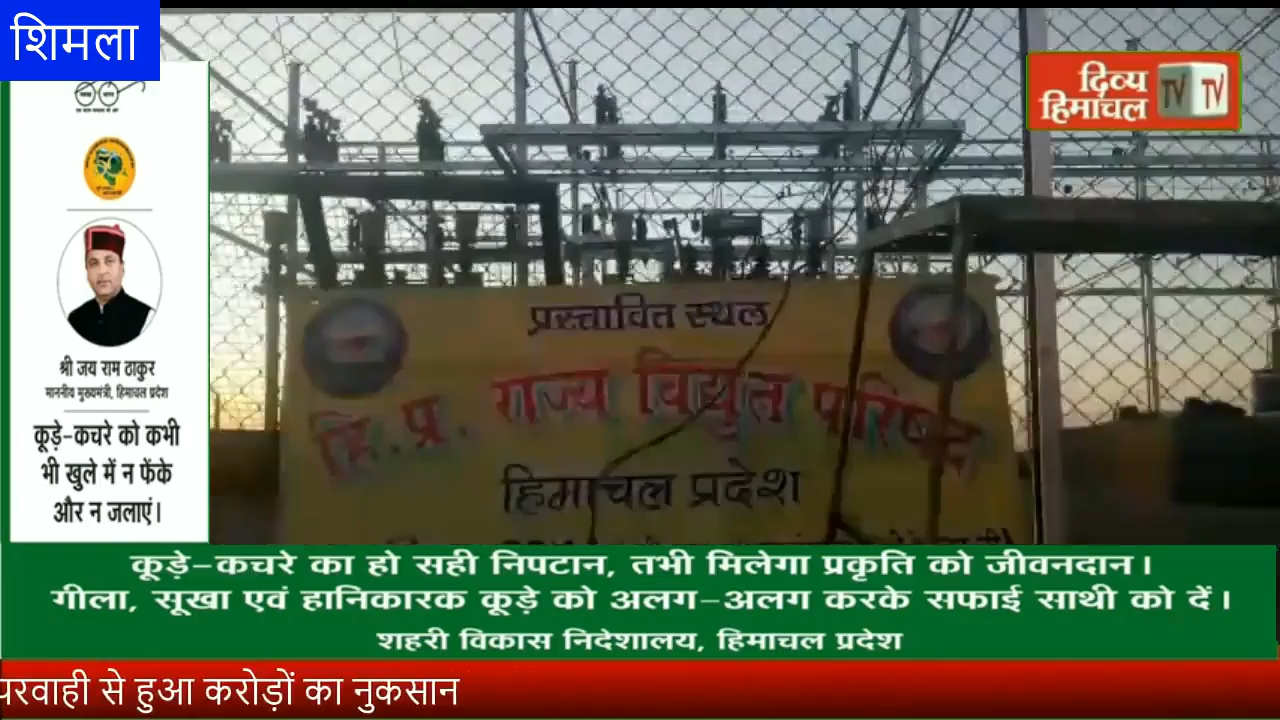 शिमला
दिव्य
हिमाचल
TV TV
श्री जय राम ठाकुर
माननीय मुख्यमंत्री, हिमाचल प्रदेश
कूड़े-कचरे को कभी
भी खुले में न फेंके
और न जलाएं।
प्रस्तावित स्थल
हि.प्र. राज्य विद्युत परिषद
हिमाचल प्रदेश
कूड़े-कचरे का हो सही निपटान, तभी मिलेगा प्रकृति को जीवनदान।
गीला, सूखा एवं हानिकारक कूड़े को अलग-अलग करके सफाई साथी को दें।
शहरी विकास निदेशालय, हिमाचल प्रदेश
परवाही से हुआ करोड़ों का नुकसान